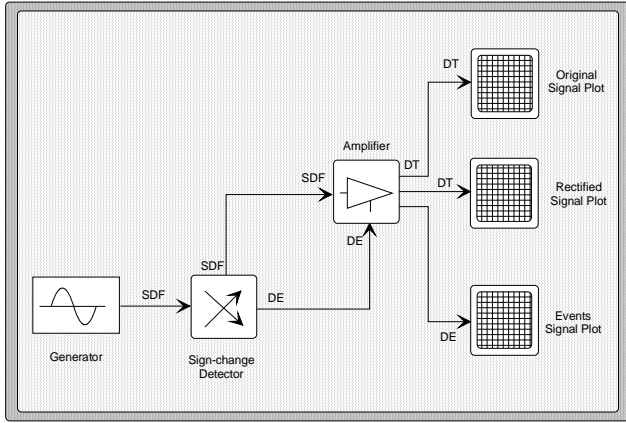 DT
Original
Signal Plot
Amplifier
DT
SDF
DT
Rectified
Signal Plot
DE
SDF
SDF
DE
Events
Signal Plot
DE
Generator
Sign-change
Detector